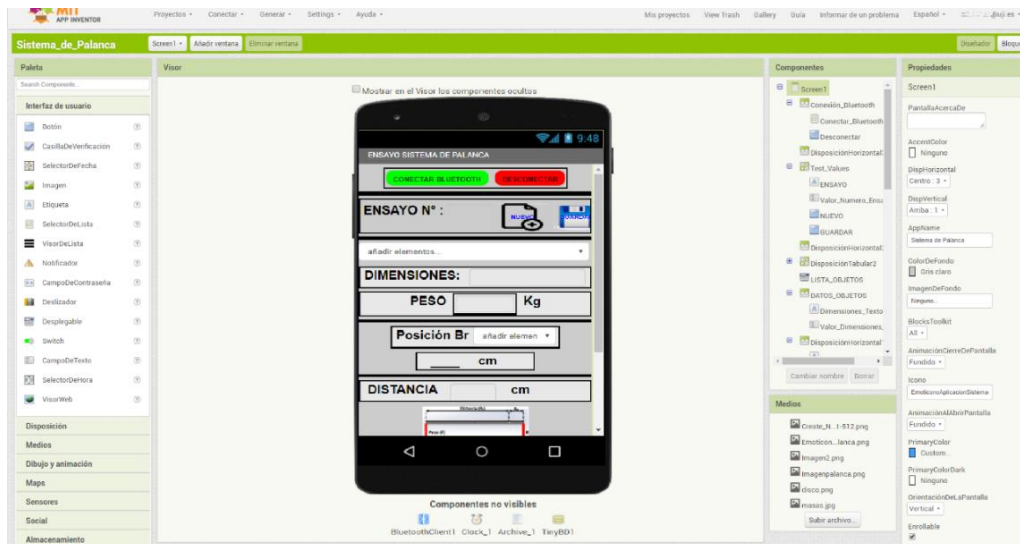 MIT
APP INVENTOR
Proyectos
Conectar
Generar
Settings
Ayuda
Mis proyectos
View Trash
Gallery
Guía
Informar de un problema
Español
Sistema_de_Palanca
Screen1
Añadir ventana
Eliminar ventana
Diseñador
Bloqu
Paleta
Search Components...
Interfaz de usuario
Botón
CasillaDeVerificación
SelectorDeFecha
Imagen
Etiqueta
SelectorDeLista
VisorDeLista
Notificador
CampoDeContraseña
Deslizador
Desplegable
Switch
CampoDeTexto
SelectorDeHora
VisorWeb
Disposición
Medios
Dibujo y animación
Maps
Sensores
Social
Almacenamiento
Visor
Mostrar en el Visor los componentes ocultos
9:48
ENSAYO SISTEMA DE PALANCA
CONECTAR BLUETOOTH
DESCONECTAR
ENSAYO Nº :
NUEVO
añadir elementos...
DIMENSIONES:
PESO
Kg
Posición Br
añadir elemen
cm
DISTANCIA
cm
Componentes no visibles
BluetoothClient1
Clock_1
Archive_1
TinyBD1
Componentes
Screen1
Conexión_Bluetooth
Conectar_Bluetooth
Desconectar
DisposiciónHorizontal
Test_Values
ENSAYO
Valor_Numero_Ensa
NUEVO
GUARDAR
DisposiciónHorizontal
DisposiciónTabular2
LISTA_OBJETOS
DATOS_OBJETOS
Dimensiones_Texto
Valor_Dimensiones_
DisposiciónHorizontal
Cambiar nombre
Borrar
Medios
Create_N...1-512.png
Emoticon...lanca.png
Imagen2.png
Imagenpalanca.png
disco.png
masas.jpg
Subir archivo...
Propiedades
Screen1
PantallaAcercaDe
AccentColor
Ninguno
DispHorizontal
Centro : 3
DispVertical
Arriba : 1
AppName
Sistema de Palanca
ColorDeFondo
Gris claro
ImagenDeFondo
Ninguno...
BlocksToolkit
All
AnimaciónCierreDePantalla
Fundido
Icono
EmoticonoAplicacionSistema
AnimaciónAlAbrirPantalla
Fundido
PrimaryColor
Custom...
PrimaryColorDark
Ninguno
OrientaciónDeLaPantalla
Vertical
Enrollable